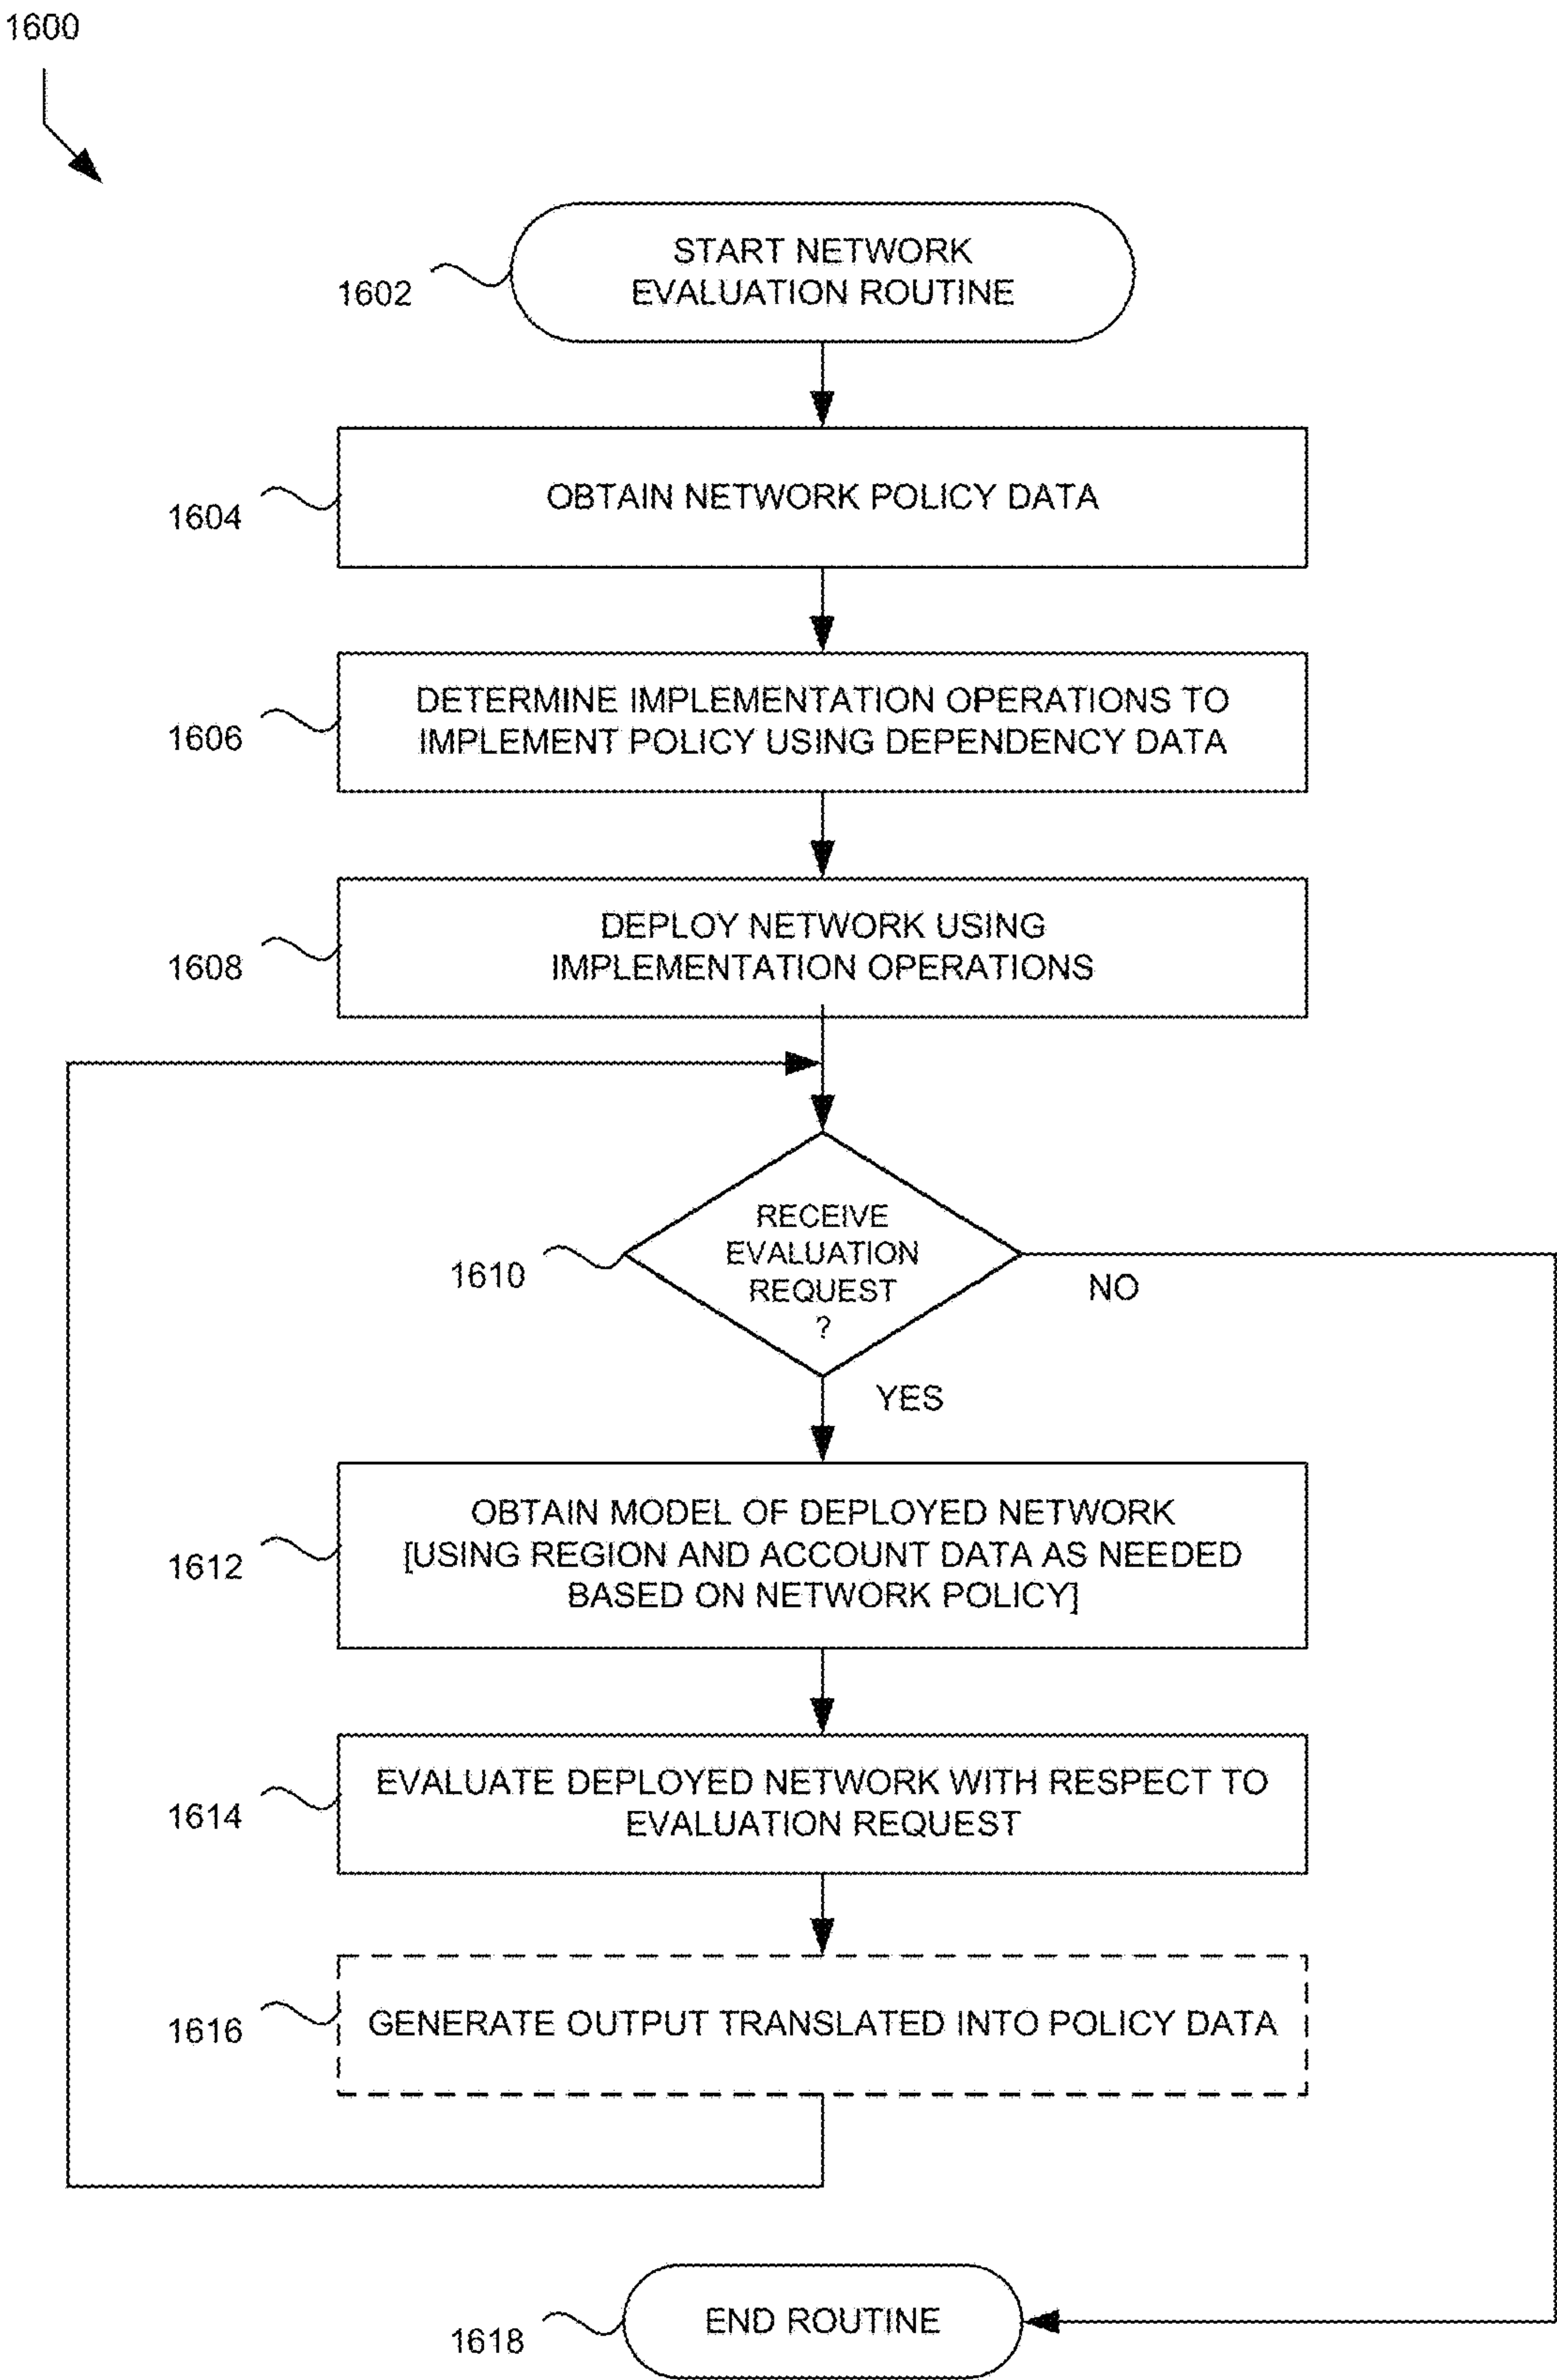 1600
START NETWORK
EVALUATION ROUTINE
1602
OBTAIN NETWORK POLICY DATA
1604
DETERMINE IMPLEMENTATION OPERATIONS TO
IMPLEMENT POLICY USING DEPENDENCY DATA
1606
DEPLOY NETWORK USING
IMPLEMENTATION OPERATIONS
1608
RECEIVE
EVALUATION
REQUEST
?
1610
NO
YES
OBTAIN MODEL OF DEPLOYED NETWORK
[USING REGION AND ACCOUNT DATA AS NEEDED
BASED ON NETWORK POLICY]
1612
EVALUATE DEPLOYED NETWORK WITH RESPECT TO
EVALUATION REQUEST
1614
GENERATE OUTPUT TRANSLATED INTO POLICY DATA
1616
END ROUTINE
1618